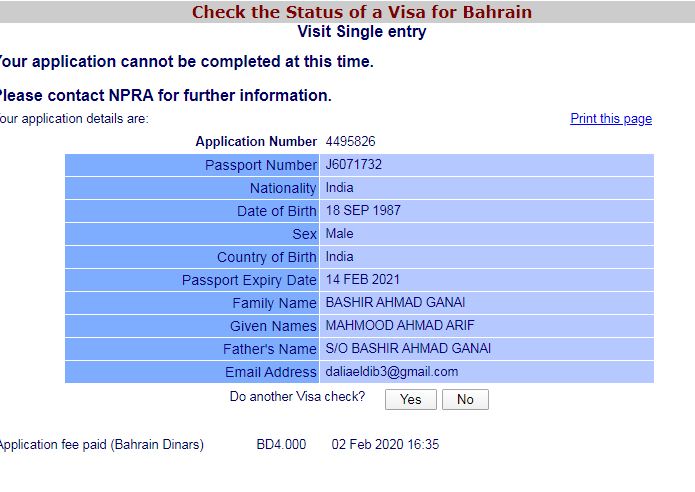 Check the Status of a Visa for Bahrain
Visit Single entry
Your application cannot be completed at this time.
Please contact NPRA for further information.
Your application details are: Print this page
Application Number 4495826
Passport Number J6071732
Nationality India
Date of Birth 18 SEP 1987
Sex Male
Country of Birth India
Passport Expiry Date 14 FEB 2021
Family Name BASHIR AHMAD GANAI
Given Names MAHMOOD AHMAD ARIF
Father's Name S/O BASHIR AHMAD GANAI
Email Address daliaeldib3@gmail.com
Do another Visa check? Yes No
Application fee paid (Bahrain Dinars) BD4.000 02 Feb 2020 16:35